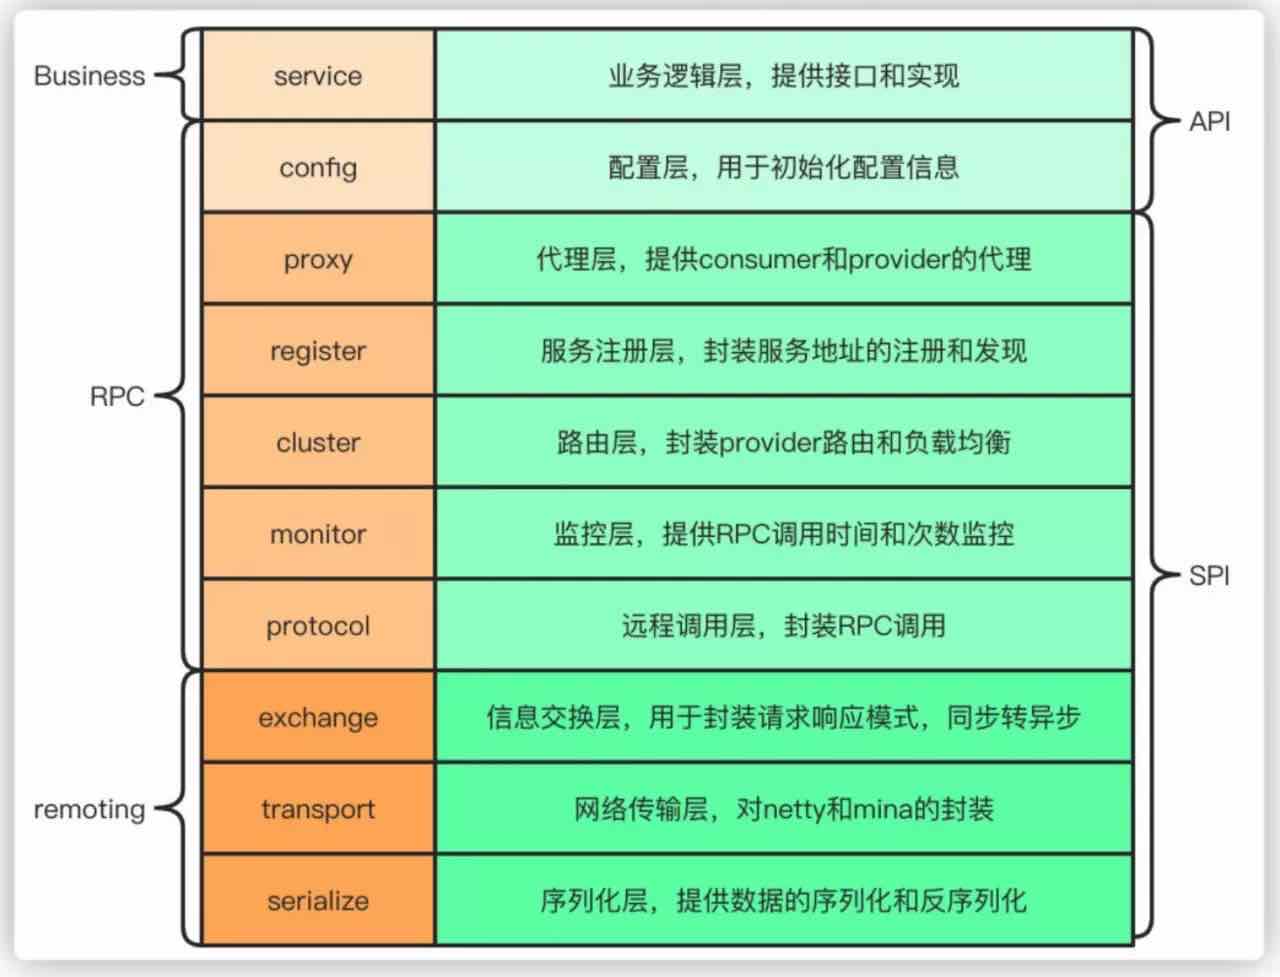 Business
service
业务逻辑层，提供接口和实现
API
config
配置层，用于初始化配置信息
proxy
代理层，提供consumer和provider的代理
register
服务注册层，封装服务地址的注册和发现
RPC
cluster
路由层，封装provider路由和负载均衡
monitor
监控层，提供RPC调用时间和次数监控
SPI
protocol
远程调用层，封装RPC调用
exchange
信息交换层，用于封装请求响应模式，同步转异步
remoting
transport
网络传输层，对netty和mina的封装
serialize
序列化层，提供数据的序列化和反序列化